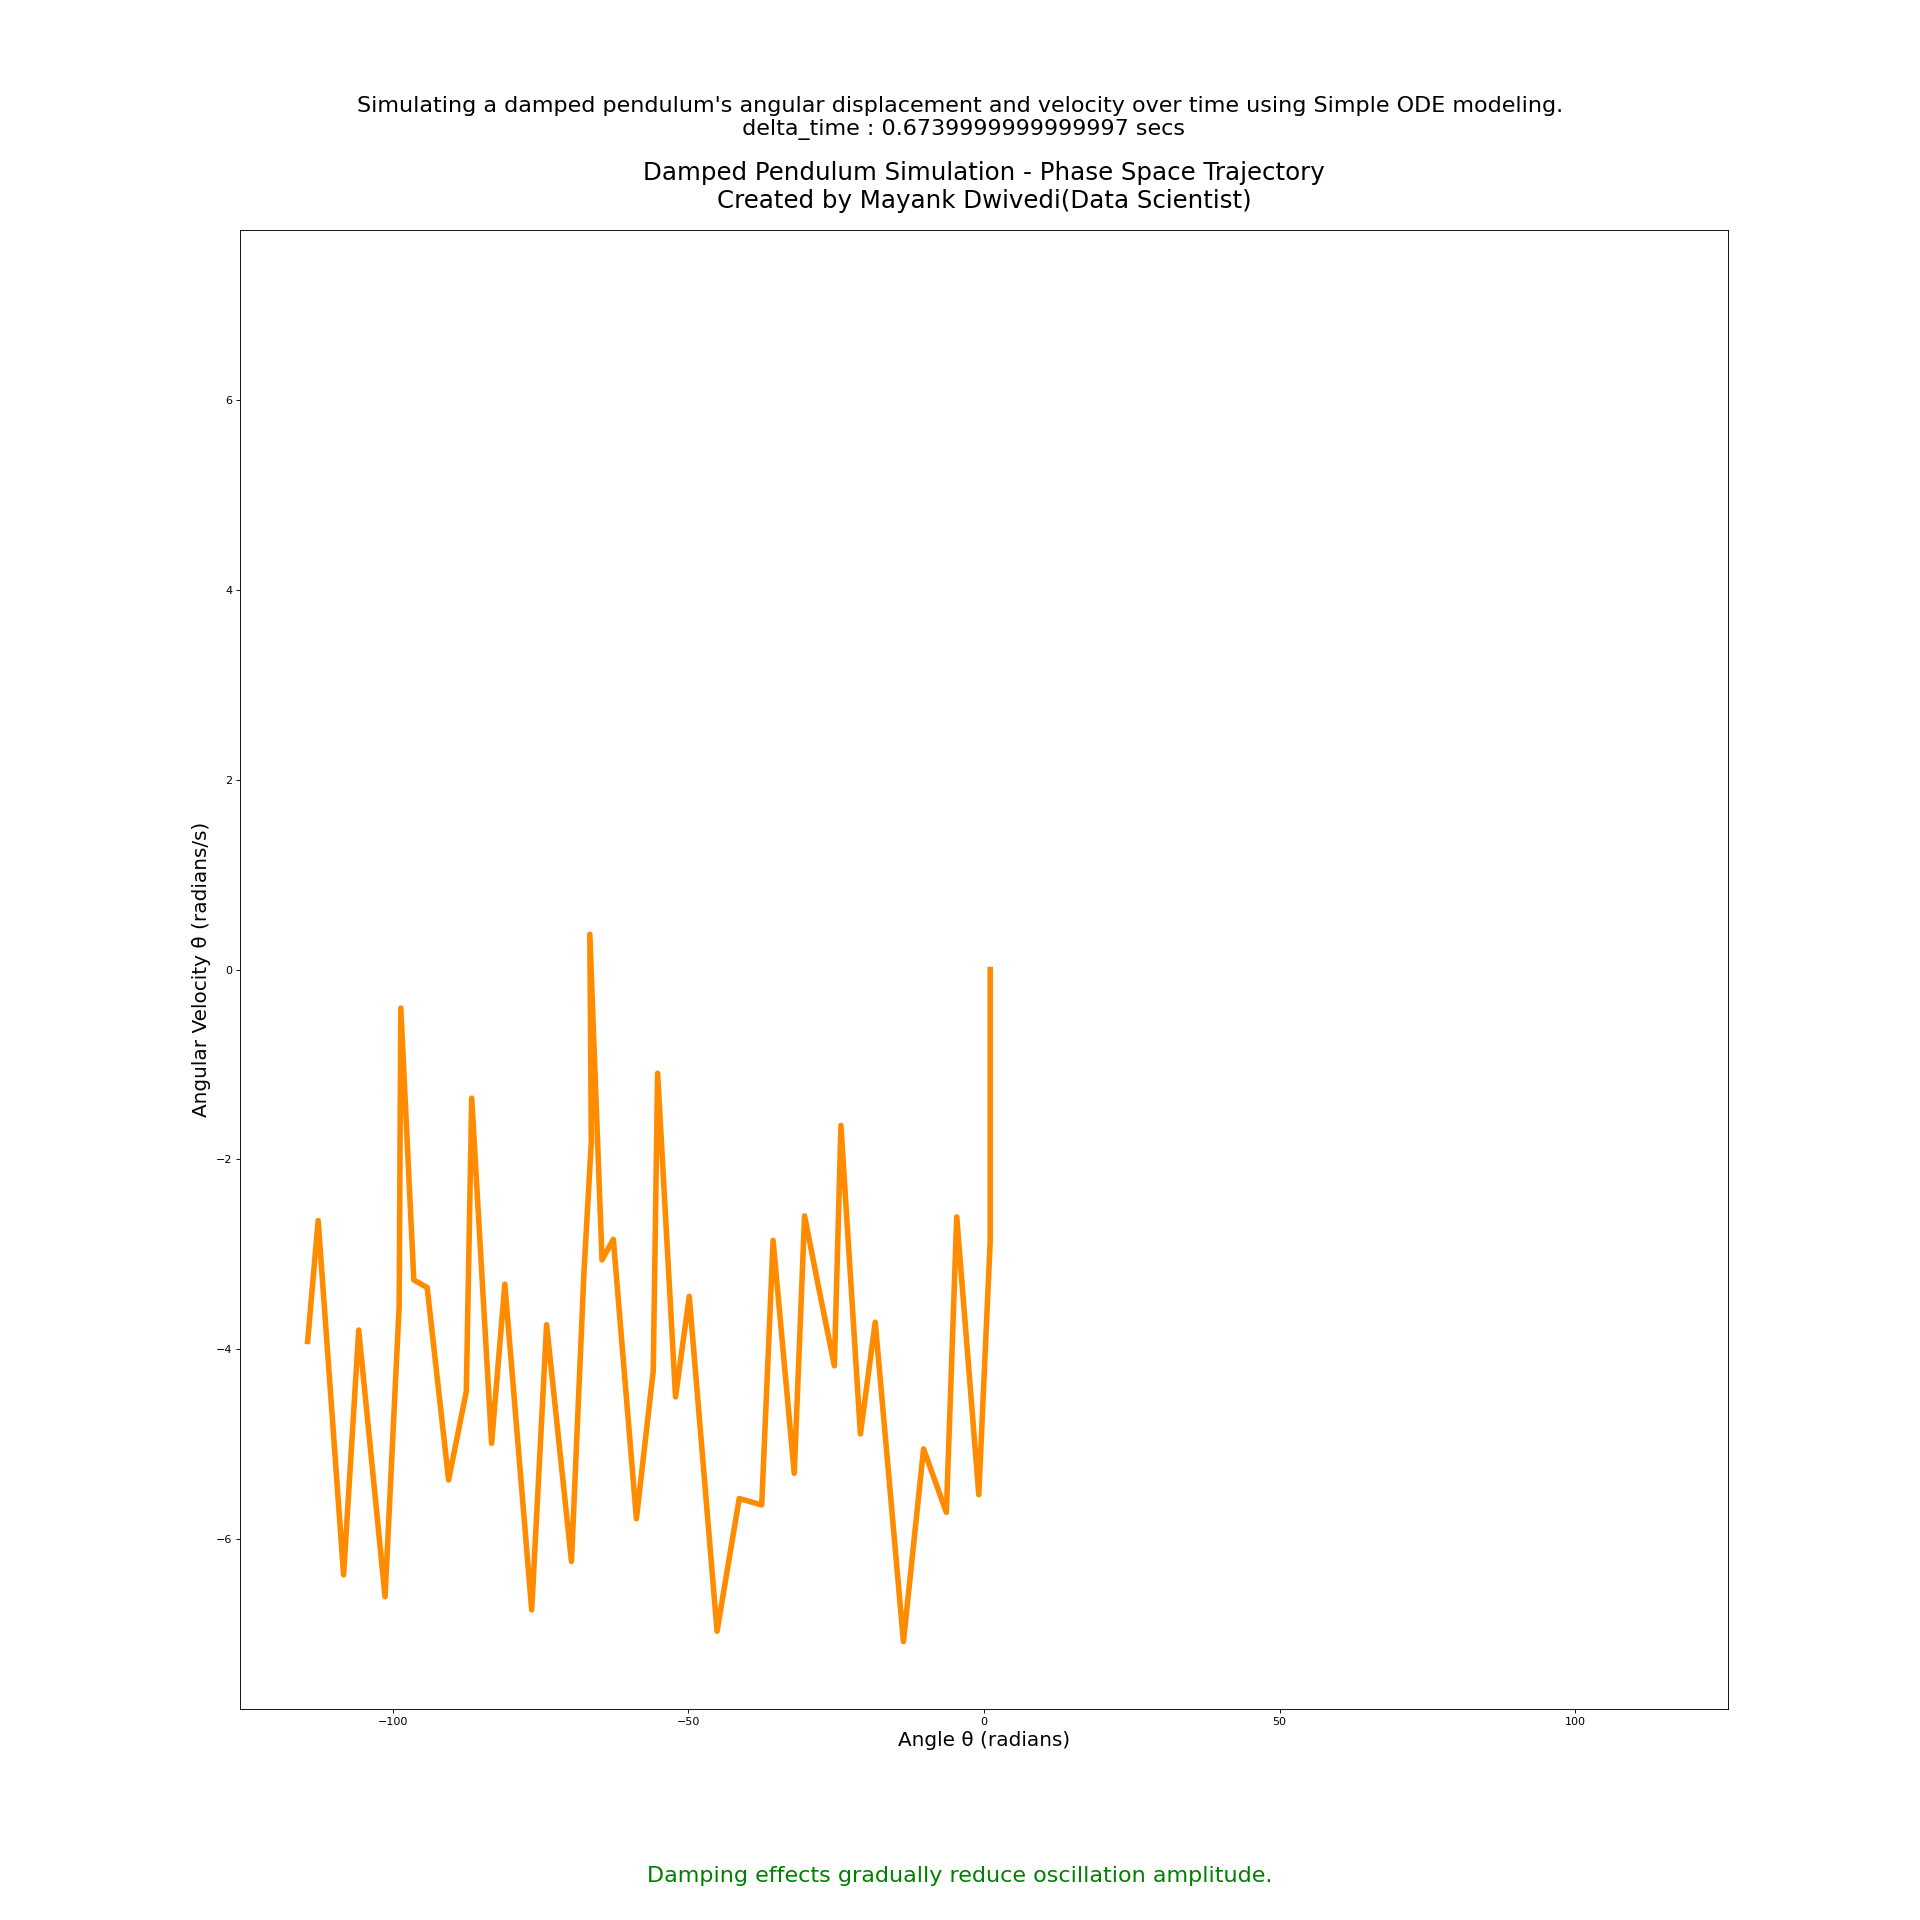 Simulating a damped pendulum's angular displacement and velocity over time using Simple ODE modeling.
delta_time : 0.6739999999999997 secs
Damped Pendulum Simulation - Phase Space Trajectory
Created by Mayank Dwivedi(Data Scientist)
6
4
2
0
−2
−4
−6
Angular Velocity θ (radians/s)
−100
−50
0
50
100
Angle θ (radians)
Damping effects gradually reduce oscillation amplitude.